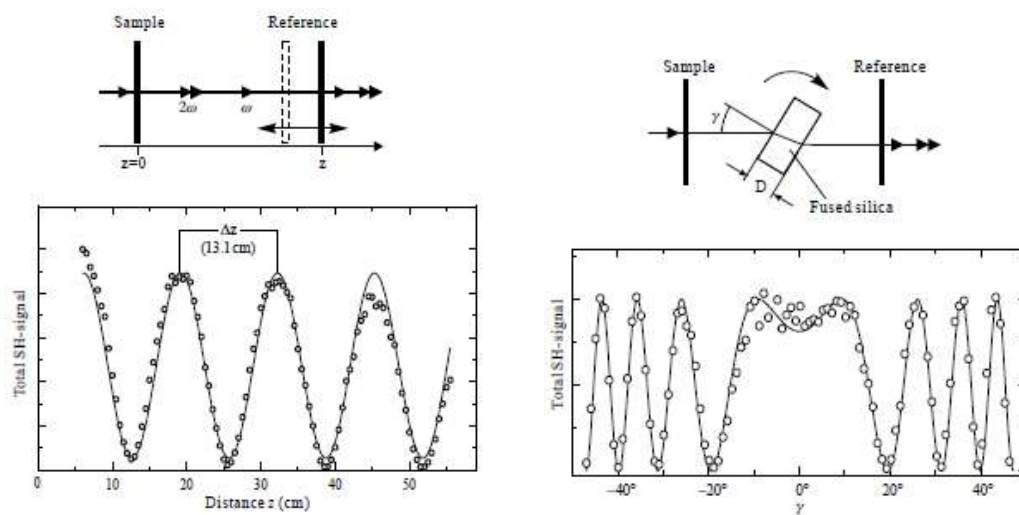 Sample
Reference
2ω
ω
z=0
z
Total SH-signal
Δz
(13.1cm)
0
10
20
30
40
50
Distance z (cm)
Sample
Reference
γ
D
Fused silica
Total SH-signal
−40°
−20°
0°
20°
40°
γ